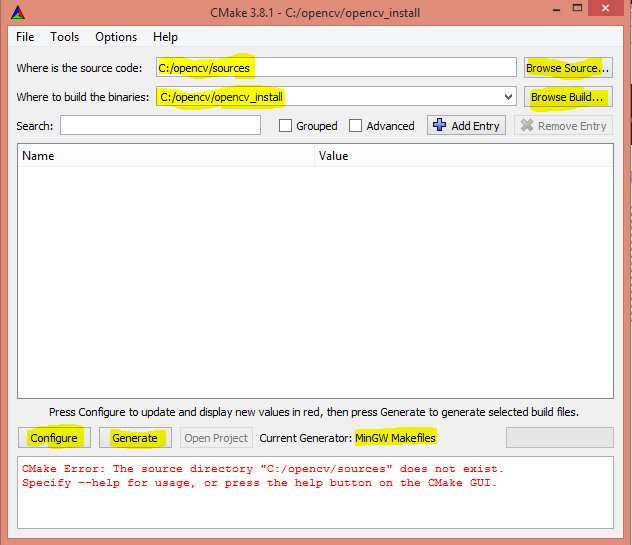 CMake 3.8.1 - C:/opencv/opencv_install
File Tools Options Help
Where is the source code: C:/opencv/sources Browse Source...
Where to build the binaries: C:/opencv/opencv_install Browse Build...
Search: Grouped Advanced Add Entry Remove Entry
Name Value
Press Configure to update and display new values in red, then press Generate to generate selected build files.
Configure Generate Open Project Current Generator: MinGW Makefiles
CMake Error: The source directory "C:/opencv/sources" does not exist.
Specify --help for usage, or press the help button on the CMake GUI.